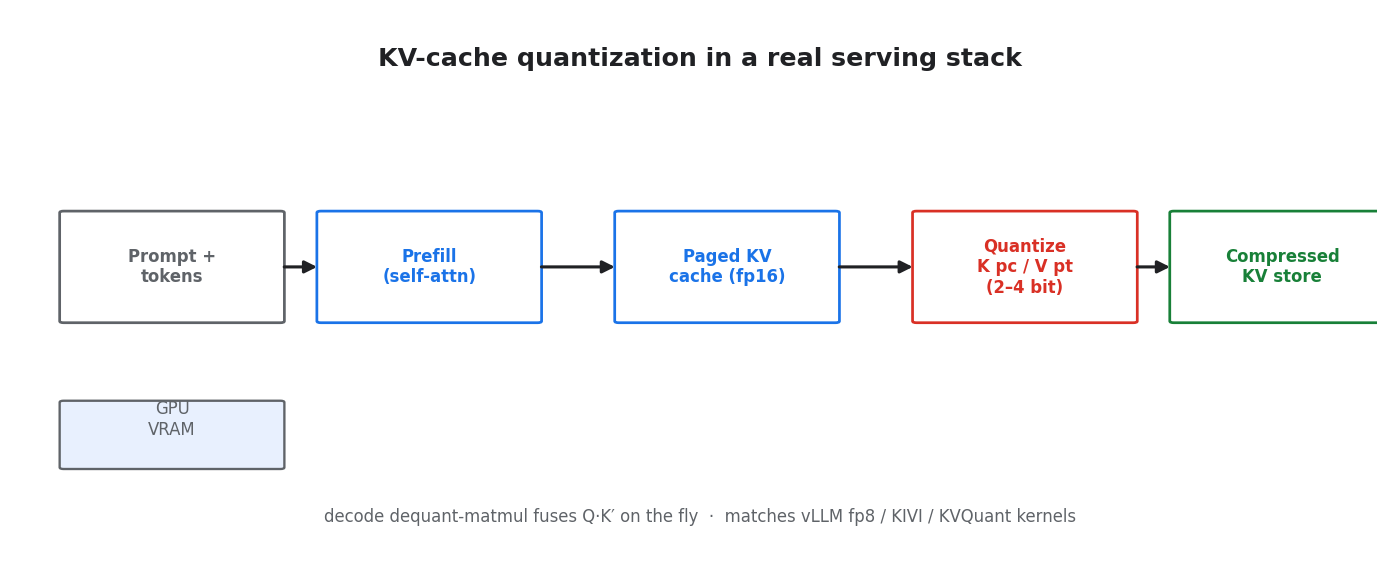 KV-cache quantization in a real serving stack
Prompt +
tokens
Prefill
(self-attn)
Paged KV
cache (fp16)
Quantize
K pc / V pt
(2–4 bit)
Compressed
KV store
GPU
VRAM
decode dequant-matmul fuses Q·K′ on the fly · matches vLLM fp8 / KIVI / KVQuant kernels